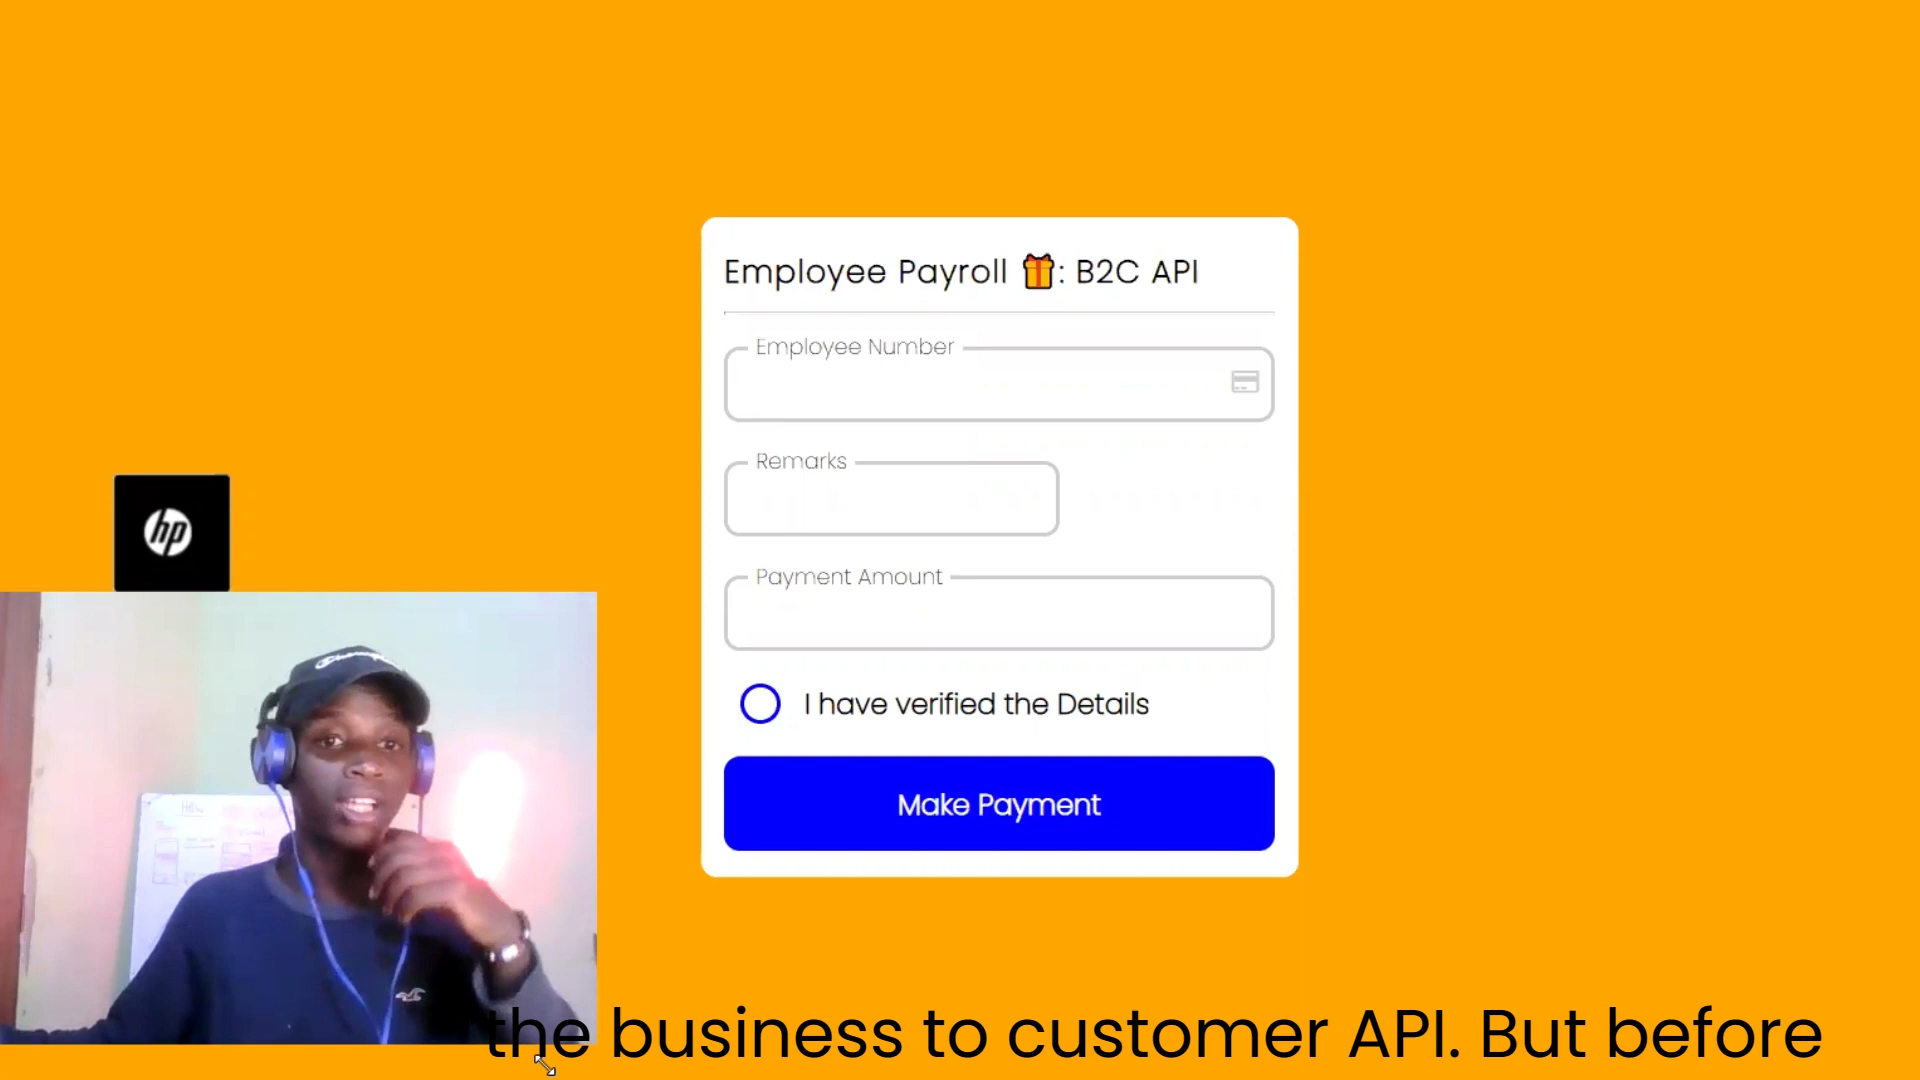 Employee Payroll 🎁: B2C API
Employee Number
Remarks
Payment Amount
I have verified the Details
Make Payment
hp
Champion
the business to customer API. But before